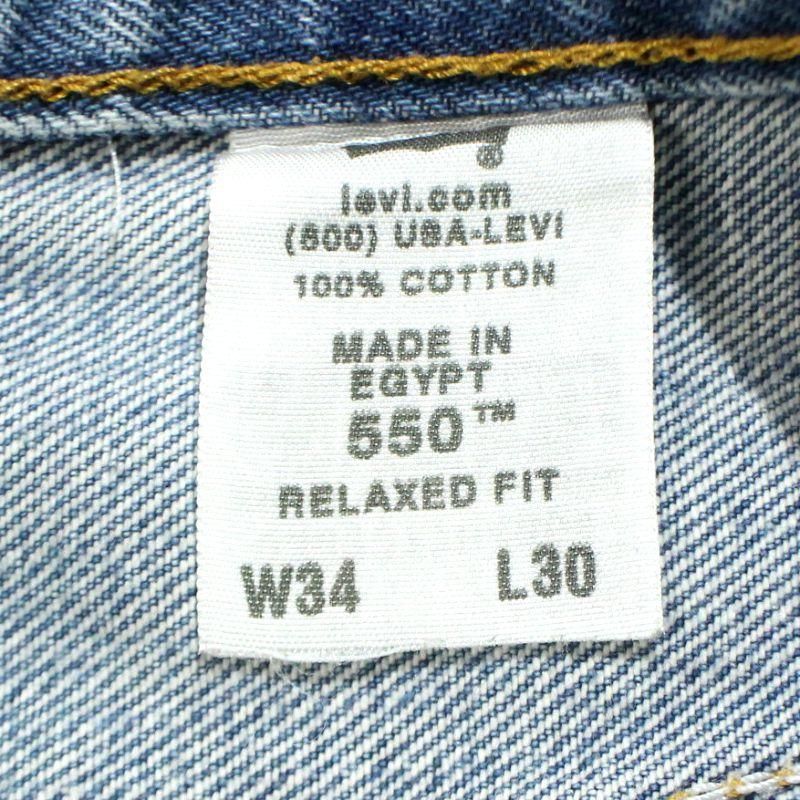 ®
levi.com
(800) USA-LEVI
100% COTTON
MADE IN
EGYPT
550™
RELAXED FIT
W34 L30